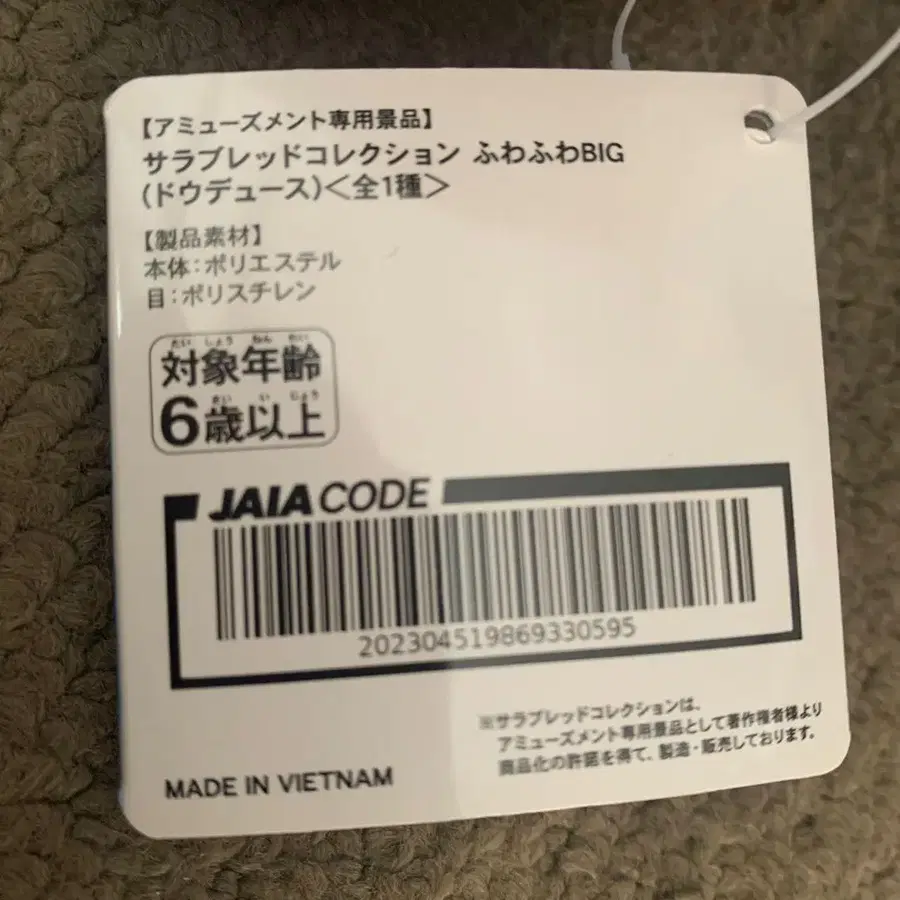 【アミューズメント専用景品】
サラブレッドコレクション ふわふわBIG
(ドウデュース)＜全1種＞
【製品素材】
本体：ポリエステル
目：ポリスチレン
たい しょう ねん れい
対象年齢
さい い じょう
6歳以上
JAIA CODE
202304519869330595
※サラブレッドコレクションは、
アミューズメント専用景品として著作権者様より
商品化の許諾を得て、製造・販売しております。
MADE IN VIETNAM